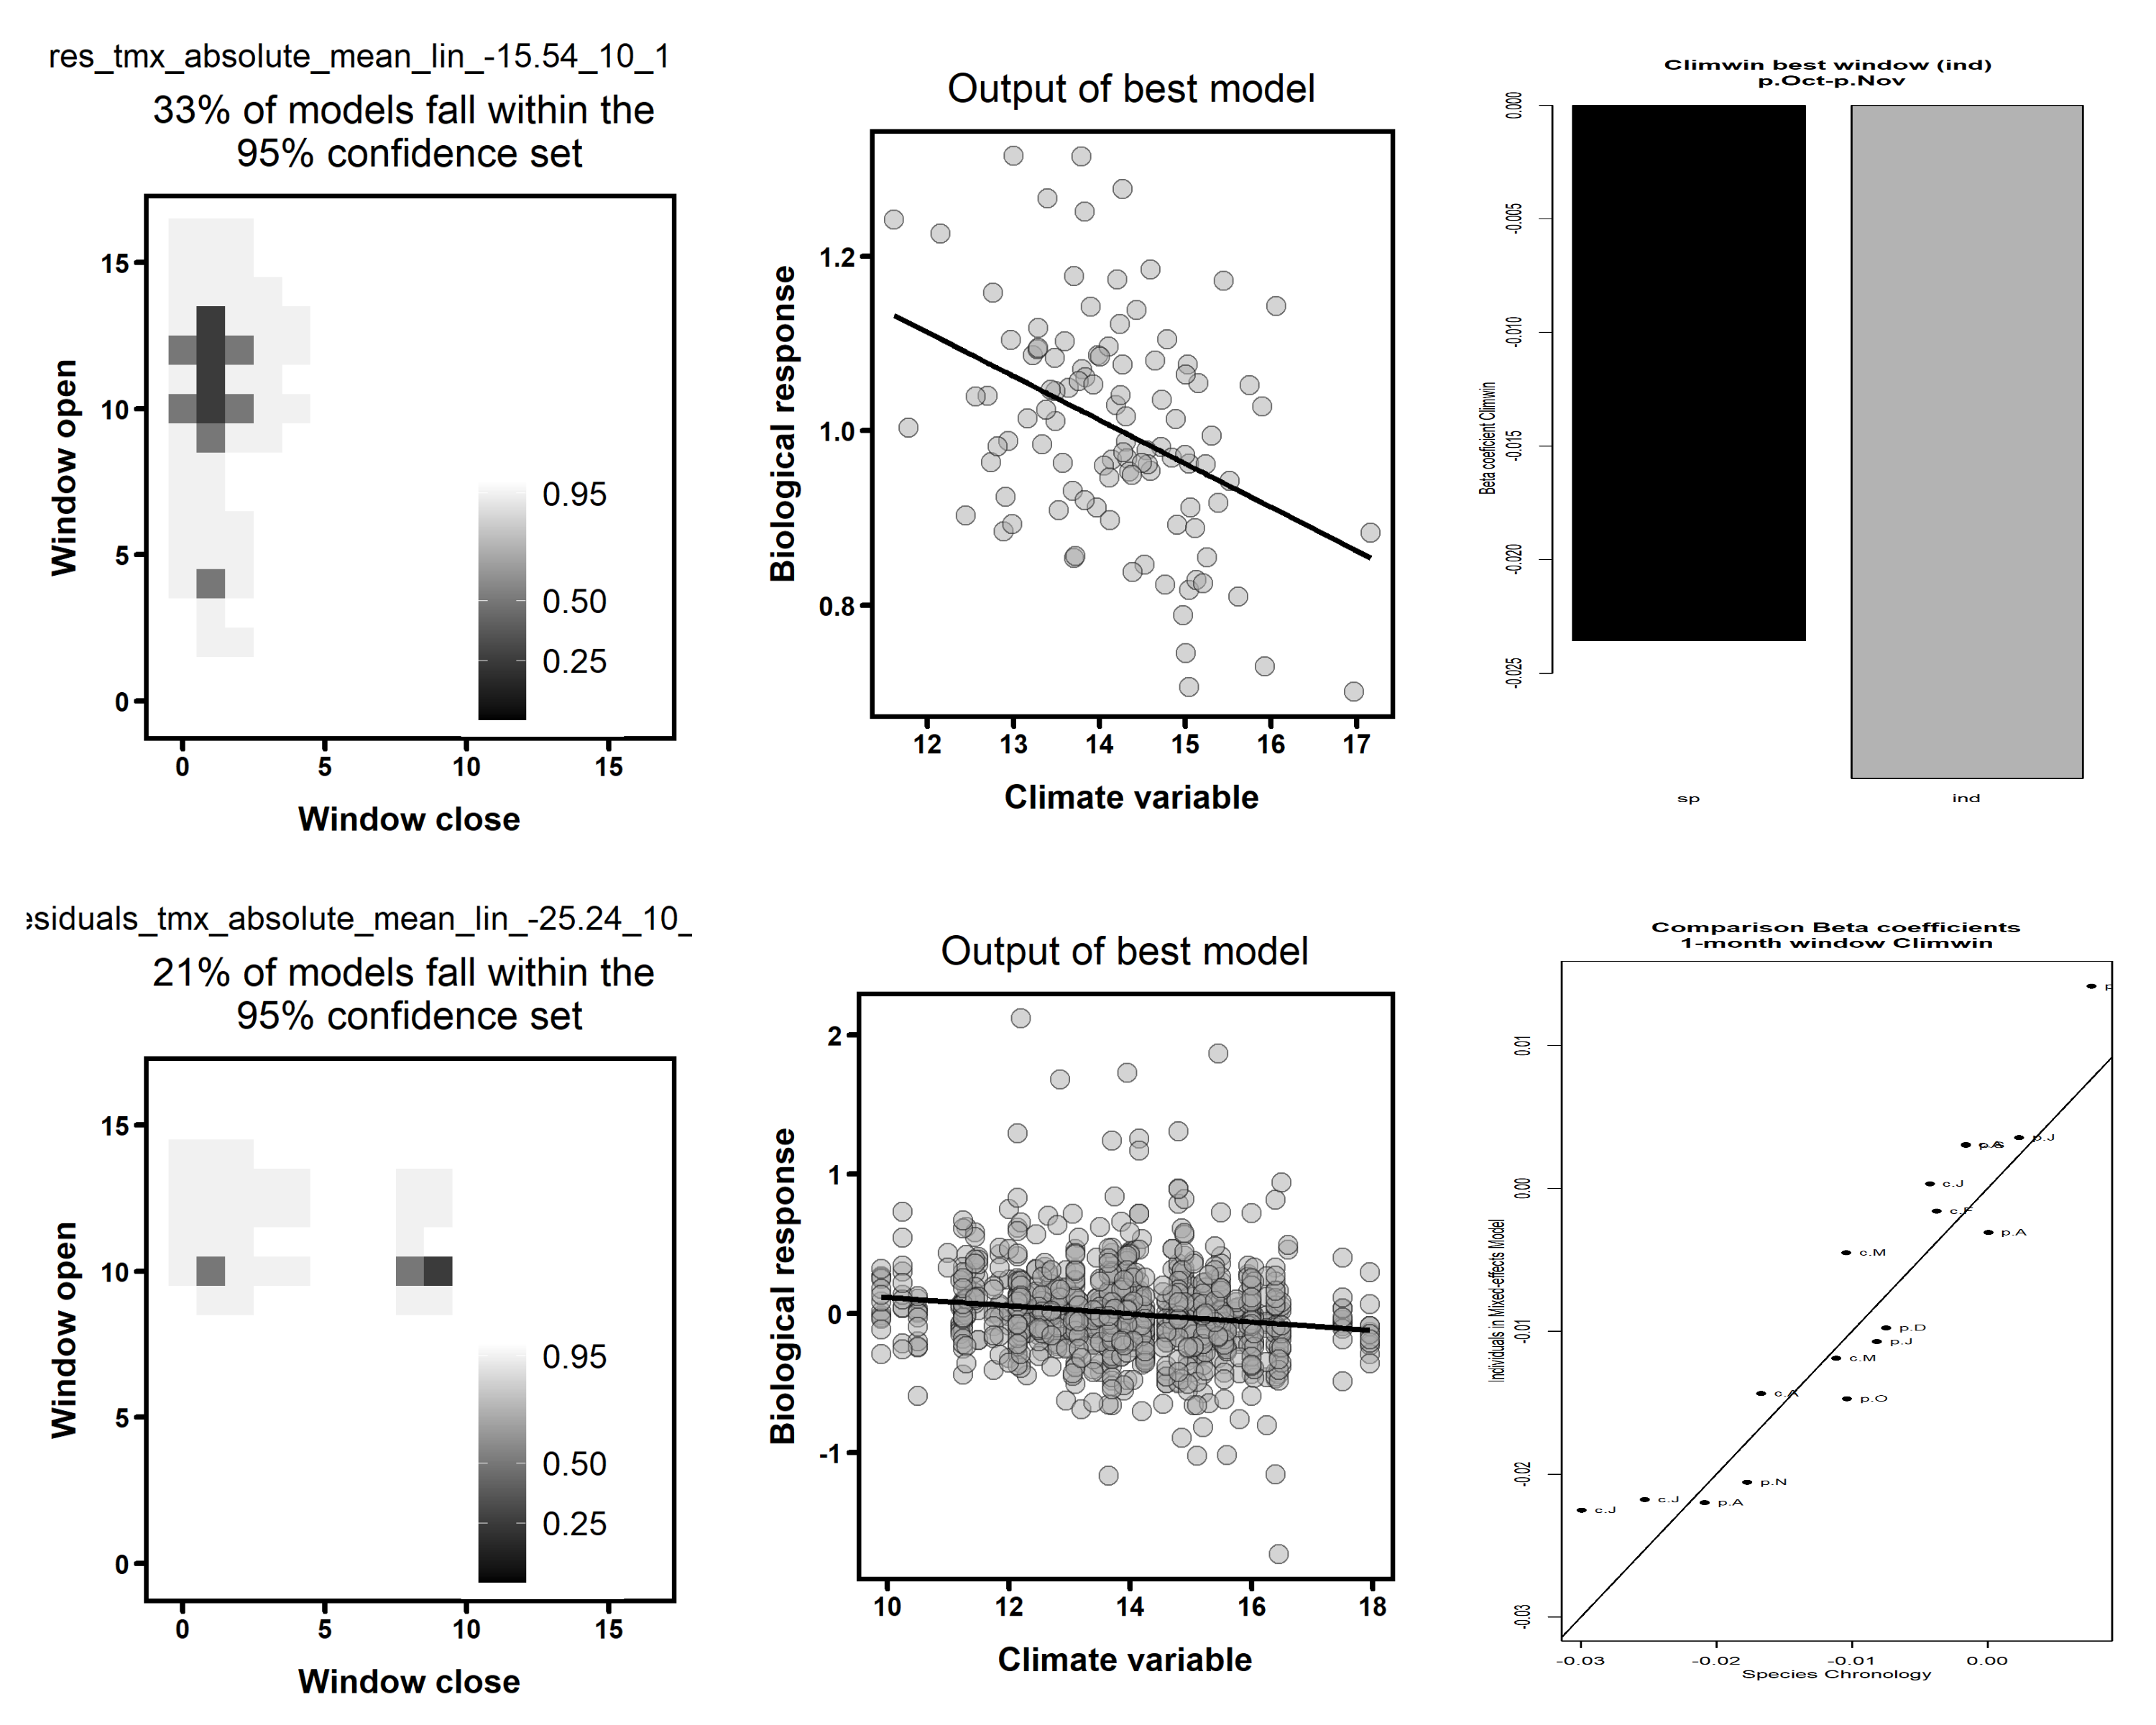 res_tmx_absolute_mean_lin_-15.54_10_1
33% of models fall within the
95% confidence set
Window open
15
10
5
0
0.95
0.50
0.25
0 5 10 15
Window close
Output of best model
Biological response
1.2
1.0
0.8
12 13 14 15 16 17
Climate variable
Climwin best window (ind)
p.Oct-p.Nov
Beta coeficient Climwin
0.000
-0.005
-0.010
-0.015
-0.020
-0.025
sp ind
esiduals_tmx_absolute_mean_lin_-25.24_10_
21% of models fall within the
95% confidence set
Window open
15
10
5
0
0.95
0.50
0.25
0 5 10 15
Window close
Output of best model
Biological response
2
1
0
-1
10 12 14 16 18
Climate variable
Comparison Beta coefficients
1-month window Climwin
Individuals in Mixed-effects Model
0.01
0.00
-0.01
-0.02
-0.03
p.J
c.J
c.F
p.A
c.M
p.D
p.J
c.M
c.A
p.O
p.N
c.J
p.A
c.J
-0.03 -0.02 -0.01 0.00
Species Chronology